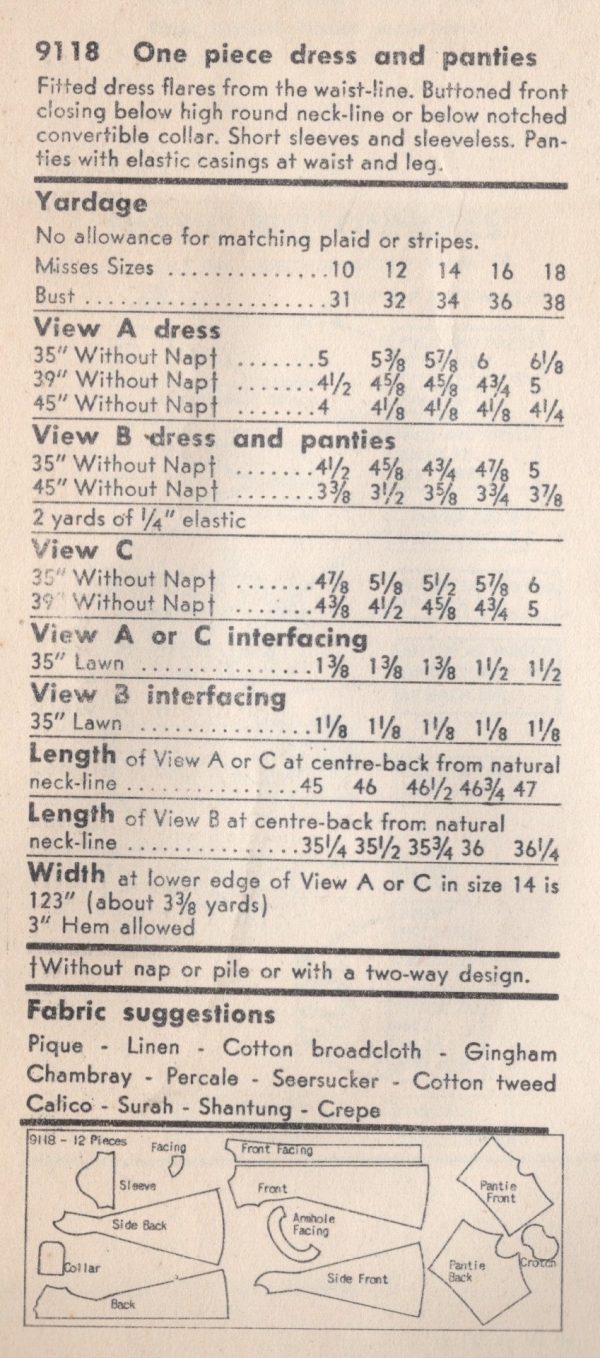 9118 One piece dress and panties
Fitted dress flares from the waist-line. Buttoned front
closing below high round neck-line or below notched
convertible collar. Short sleeves and sleeveless. Pan-
ties with elastic casings at waist and leg.
Yardage
No allowance for matching plaid or stripes.
Misses Sizes ..............10 12 14 16 18
Bust ......................31 32 34 36 38
View A dress
35" Without Nap† .......5 5⅜ 5⅞ 6 6⅛
39" Without Nap† .......4½ 4⅝ 4⅝ 4¾ 5
45" Without Nap† .......4 4⅛ 4⅛ 4⅛ 4¼
View B dress and panties
35" Without Nap† .......4½ 4⅝ 4¾ 4⅞ 5
45" Without Nap† .......3⅜ 3½ 3⅝ 3¾ 3⅞
2 yards of ¼" elastic
View C
35" Without Nap† .......4⅞ 5⅛ 5½ 5⅞ 6
39" Without Nap† .......4⅜ 4½ 4⅝ 4¾ 5
View A or C interfacing
35" Lawn ...............1⅜ 1⅜ 1⅜ 1½ 1½
View B interfacing
35" Lawn ...............1⅛ 1⅛ 1⅛ 1⅛ 1⅛
Length of View A or C at centre-back from natural
neck-line ...............45 46 46½ 46¾ 47
Length of View B at centre-back from natural
neck-line ...............35¼ 35½ 35¾ 36 36¼
Width at lower edge of View A or C in size 14 is
123" (about 3⅜ yards)
3" Hem allowed
†Without nap or pile or with a two-way design.
Fabric suggestions
Pique - Linen - Cotton broadcloth - Gingham
Chambray - Percale - Seersucker - Cotton tweed
Calico - Surah - Shantung - Crepe
9118 - 12 Pieces
Facing
Front Facing
Sleeve
Front
Pantie
Front
Side Back
Armhole
Facing
Collar
Side Front
Pantie
Back
Crotch
Back